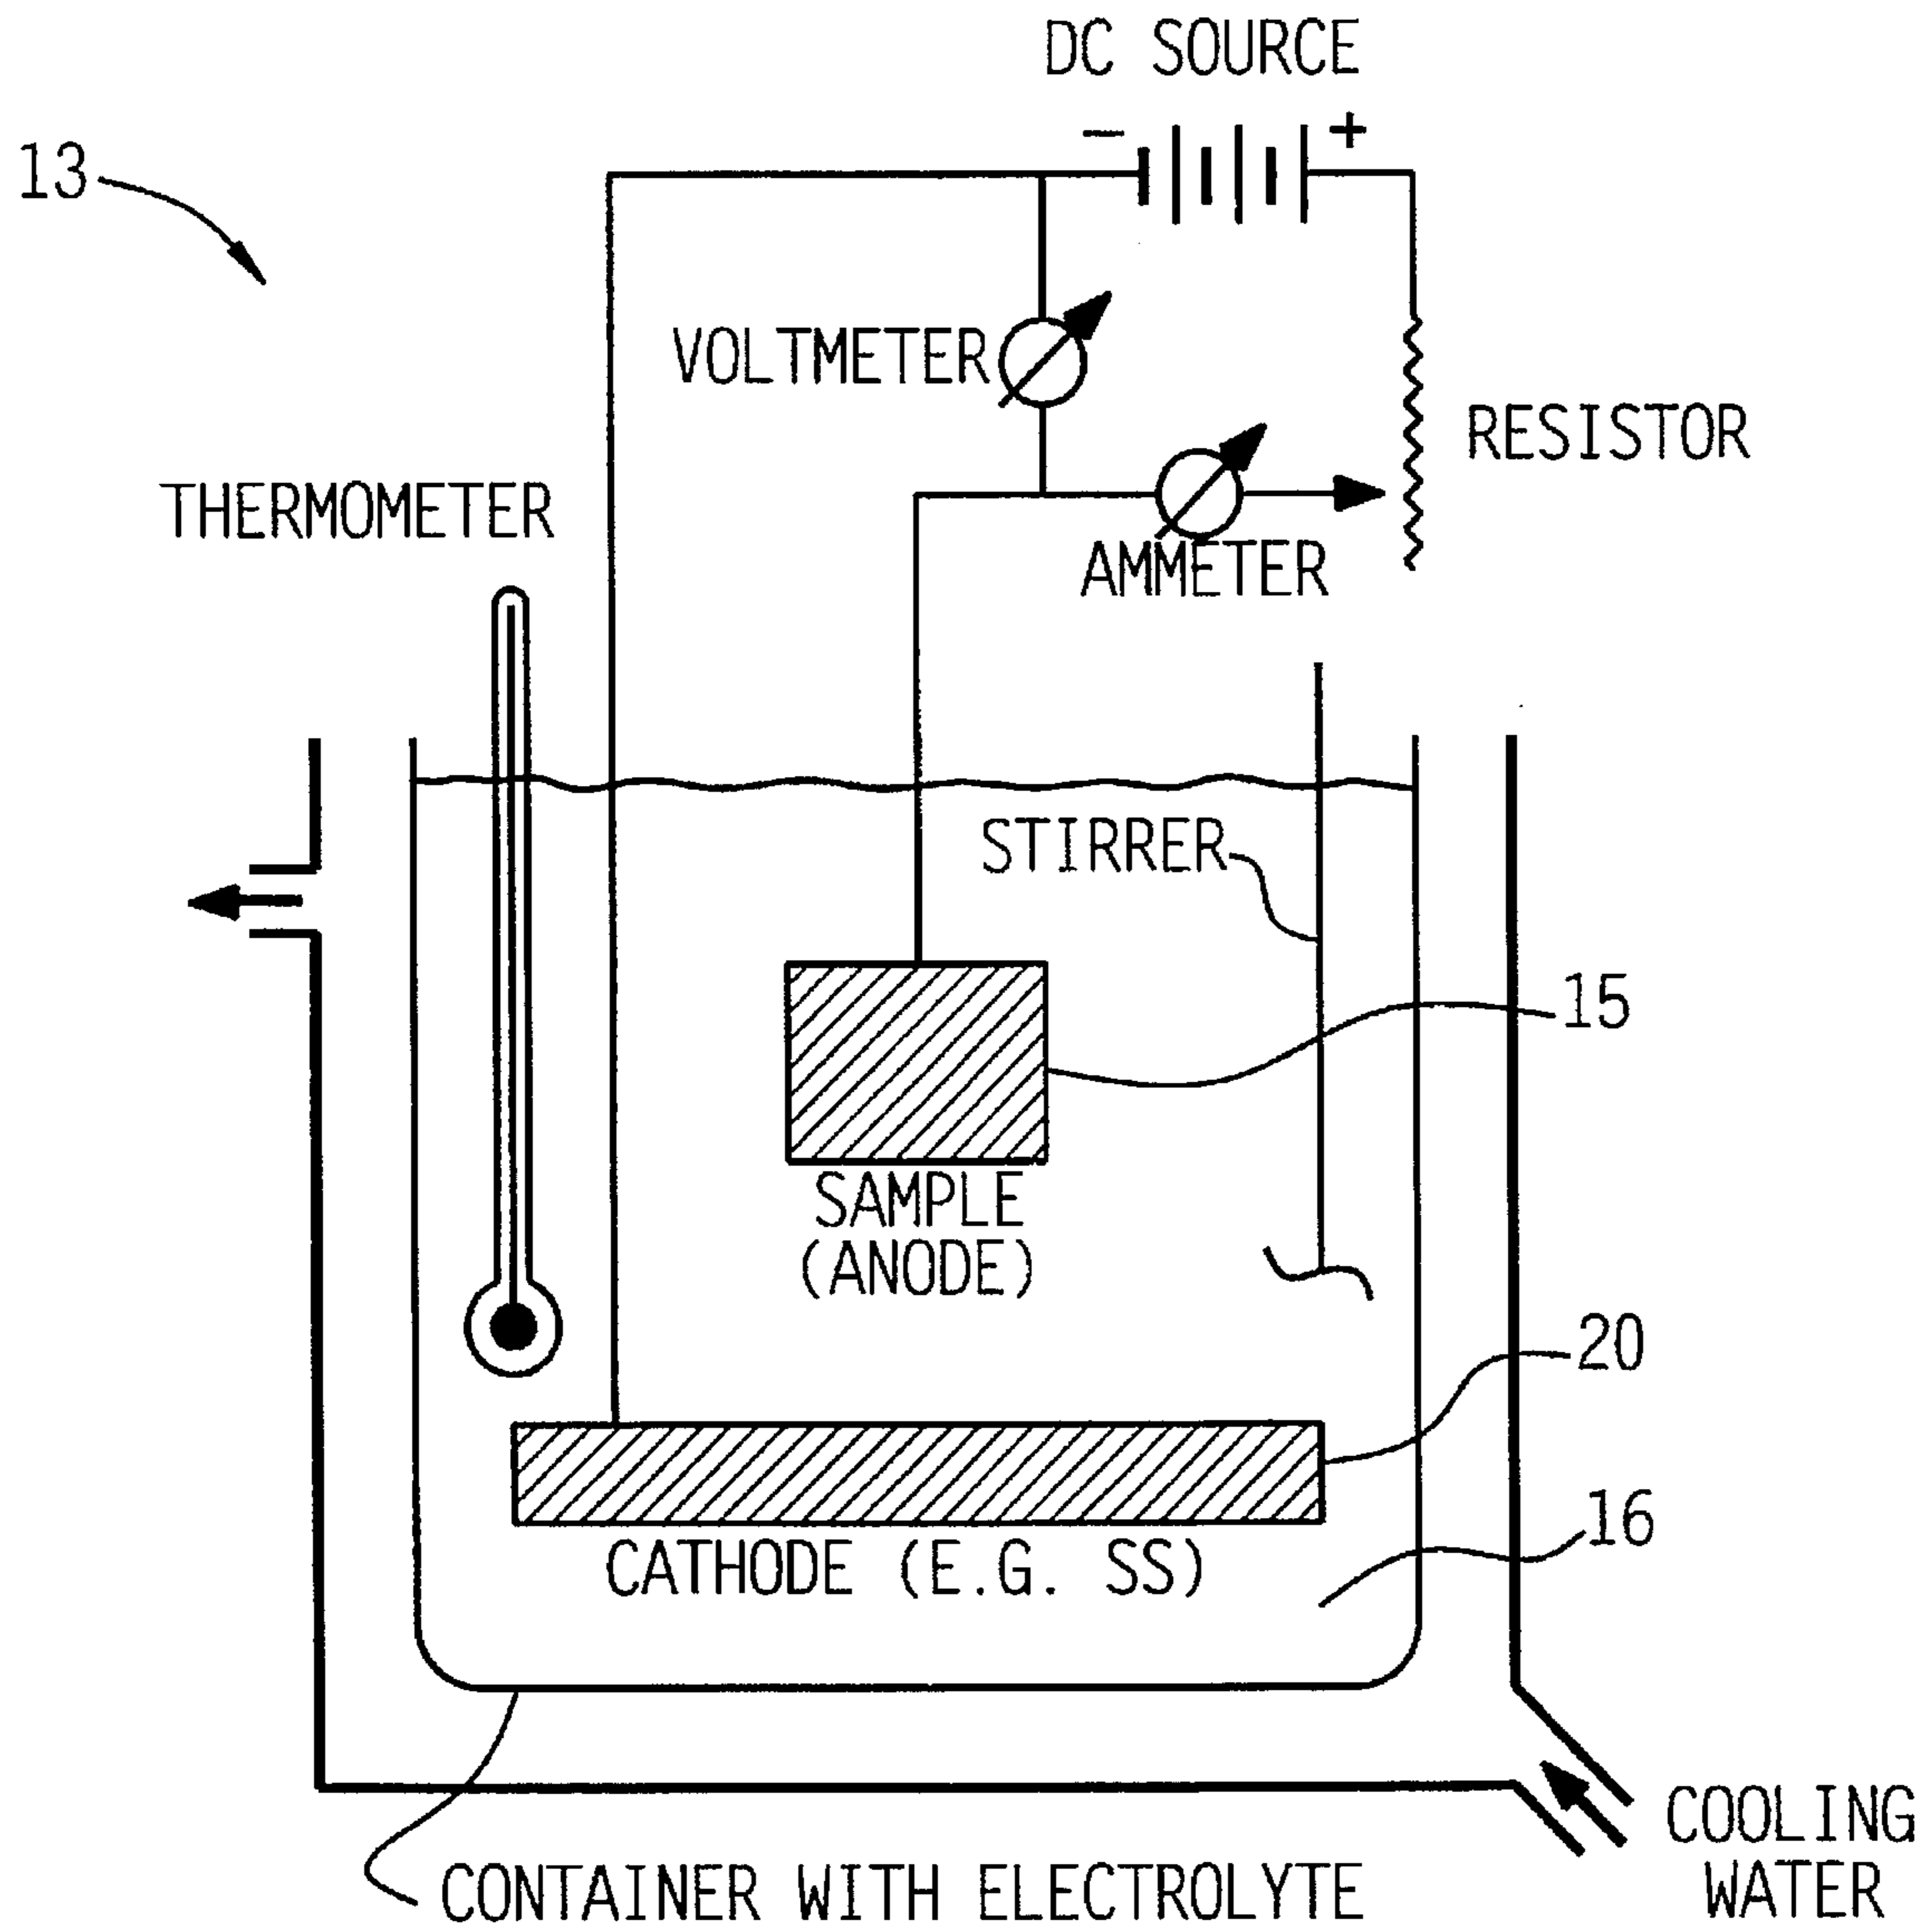 DC SOURCE
13
− +
VOLTMETER
RESISTOR
THERMOMETER
AMMETER
STIRRER
15
SAMPLE
(ANODE)
20
CATHODE (E.G. SS)
16
COOLING
WATER
CONTAINER WITH ELECTROLYTE